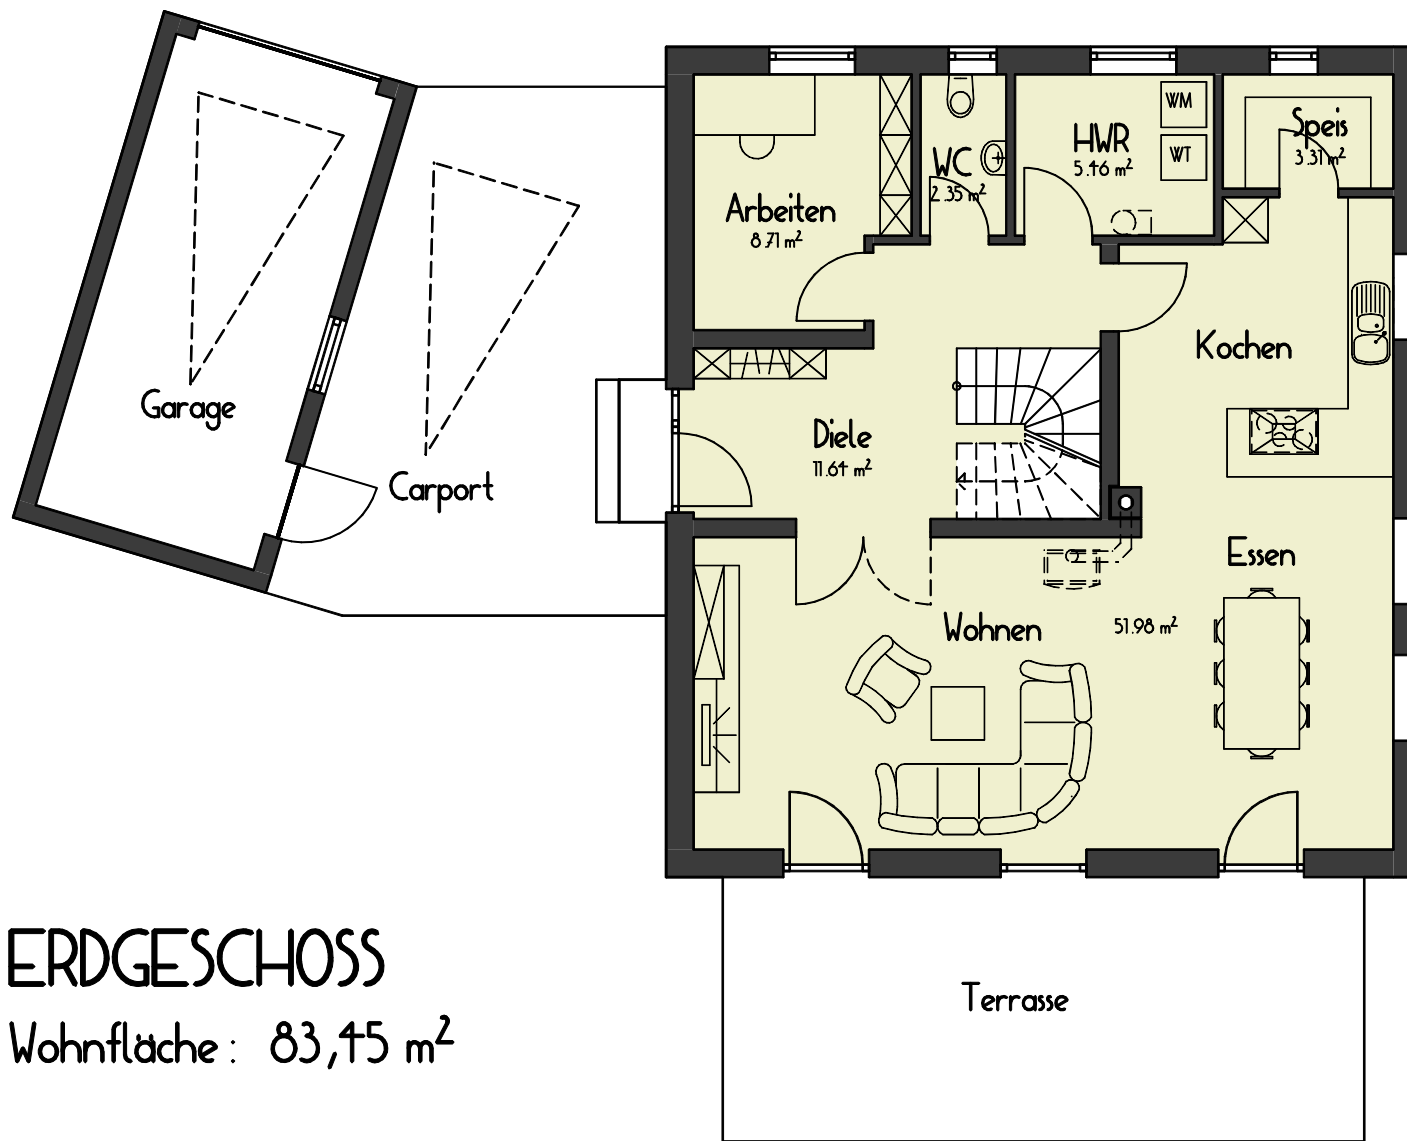 WM
WT
Speis
3.31 m²
HWR
5.46 m²
WC
2.35 m²
Arbeiten
8.71 m²
Kochen
Garage
Carport
Diele
11.64 m²
Essen
Wohnen
51.98 m²
ERDGESCHOSS
Wohnfläche : 83,45 m²
Terrasse